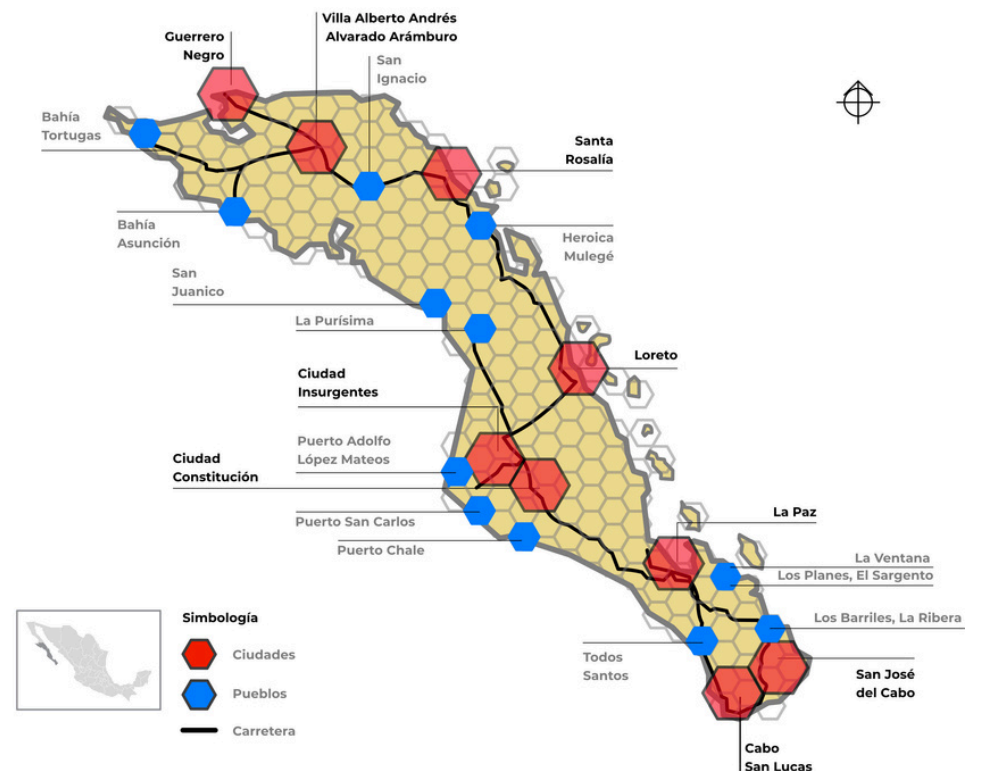 Villa Alberto Andrés
Alvarado Arámburo
Guerrero
Negro
San
Ignacio
Bahía
Tortugas
Santa
Rosalía
Bahía
Asunción
Heroica
Mulegé
San
Juanico
La Purísima
Loreto
Ciudad
Insurgentes
Puerto Adolfo
López Mateos
Ciudad
Constitución
Puerto San Carlos
La Paz
Puerto Chale
La Ventana
Los Planes, El Sargento
Los Barriles, La Ribera
Todos
Santos
San José
del Cabo
Cabo
San Lucas
Simbología
Ciudades
Pueblos
Carretera